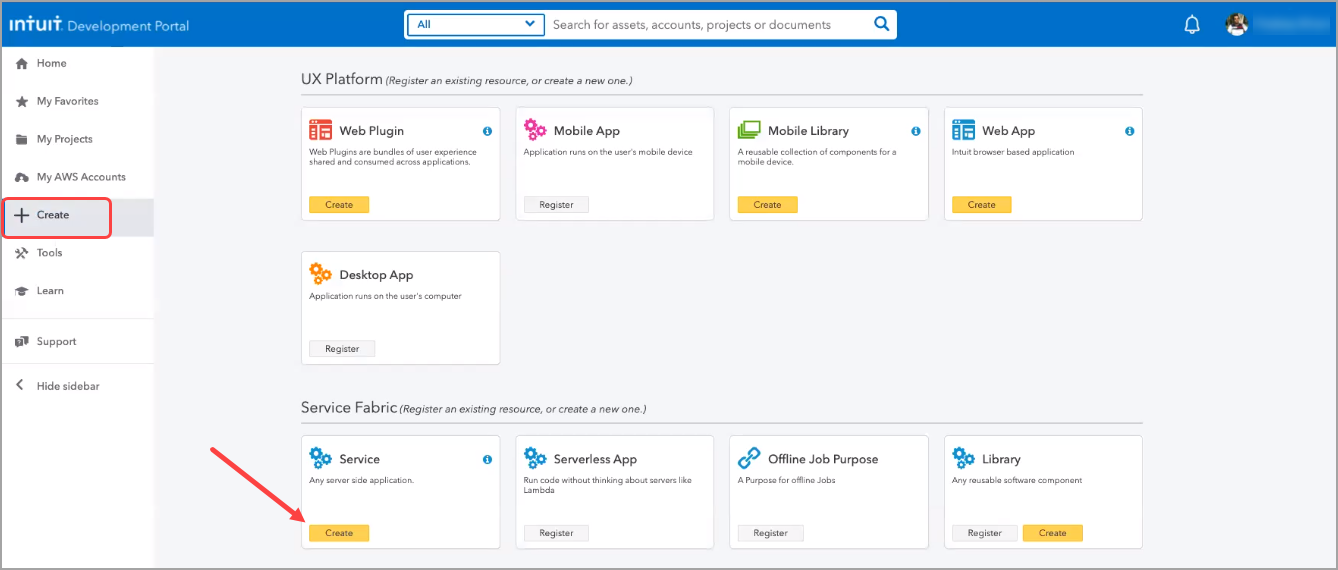 INTUIT Development Portal
All
Search for assets, accounts, projects or documents
Home
My Favorites
My Projects
My AWS Accounts
Create
Tools
Learn
Support
Hide sidebar
UX Platform (Register an existing resource, or create a new one.)
Web Plugin
Web Plugins are bundles of user experience
shared and consumed across applications.
Create
Mobile App
Application runs on the user's mobile device
Register
Mobile Library
A reusable collection of components for a
mobile device.
Create
Web App
Intuit browser based application
Create
Desktop App
Application runs on the user's computer
Register
Service Fabric (Register an existing resource, or create a new one.)
Service
Any server side application.
Create
Serverless App
Run code without thinking about servers like
Lambda
Register
Offline Job Purpose
A Purpose for offline Jobs
Register
Library
Any reusable software component
Register
Create